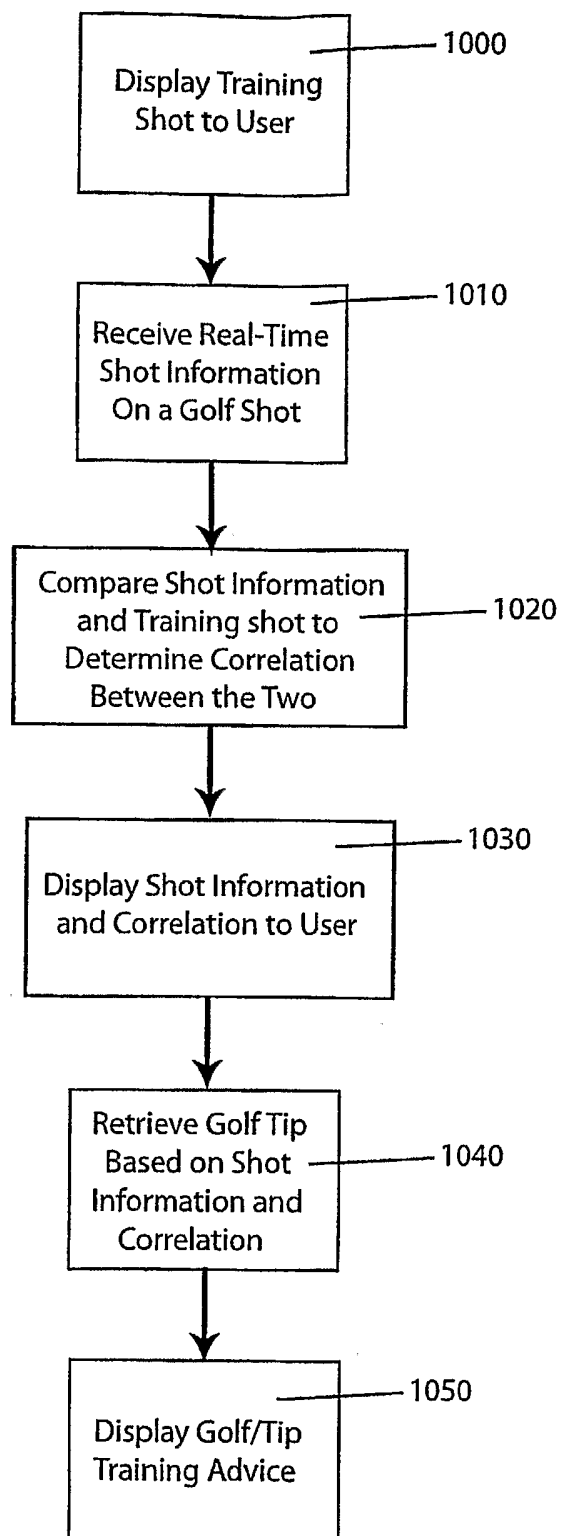 1000
Display Training
Shot to User
1010
Receive Real-Time
Shot Information
On a Golf Shot
Compare Shot Information
and Training shot to
Determine Correlation
Between the Two
1020
1030
Display Shot Information
and Correlation to User
Retrieve Golf Tip
Based on Shot
Information and
Correlation
1040
1050
Display Golf/Tip
Training Advice